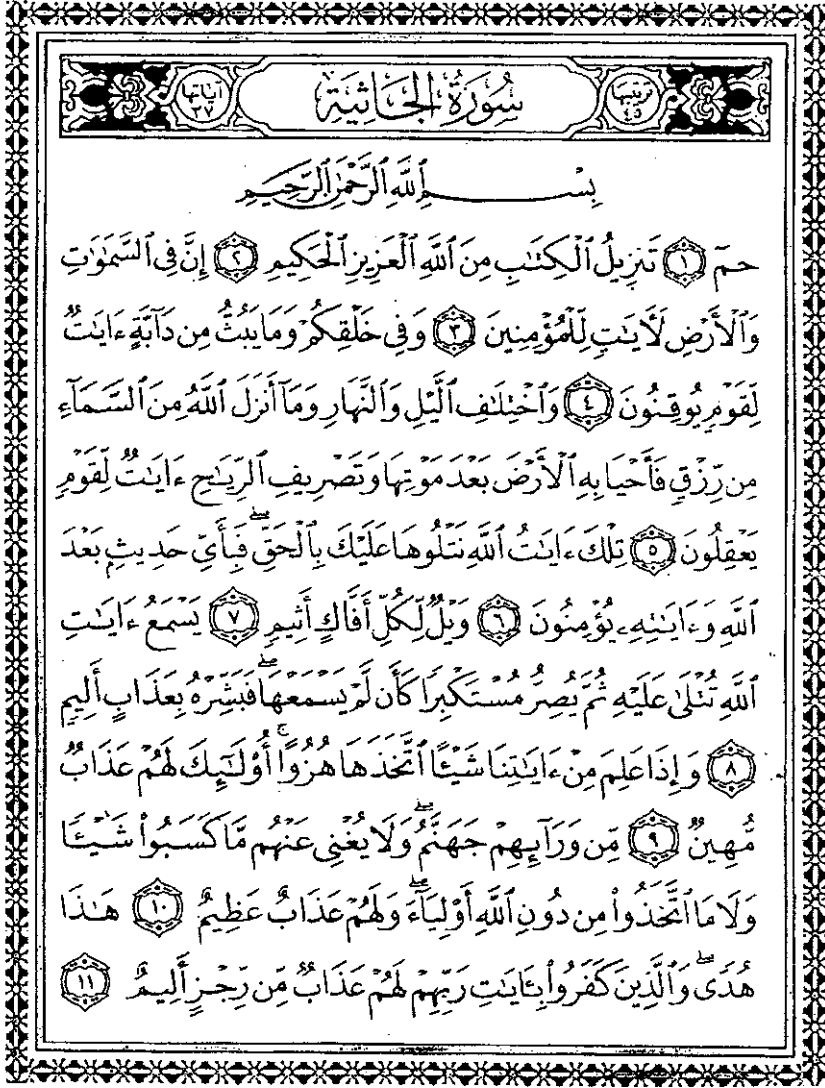 ترتيبها ٤٥ سُورَةُ الجَاثِيَةِ آياتها ٣٧
بِسْمِ ٱللَّهِ ٱلرَّحْمَٰنِ ٱلرَّحِيمِ
حمٓ ١ تَنزِيلُ ٱلْكِتَٰبِ مِنَ ٱللَّهِ ٱلْعَزِيزِ ٱلْحَكِيمِ ٢ إِنَّ فِى ٱلسَّمَٰوَٰتِ
وَٱلْأَرْضِ لَءَايَٰتٍ لِّلْمُؤْمِنِينَ ٣ وَفِى خَلْقِكُمْ وَمَا يَبُثُّ مِن دَآبَّةٍ ءَايَٰتٌ
لِّقَوْمٍ يُوقِنُونَ ٤ وَٱخْتِلَٰفِ ٱلَّيْلِ وَٱلنَّهَارِ وَمَآ أَنزَلَ ٱللَّهُ مِنَ ٱلسَّمَآءِ
مِن رِّزْقٍ فَأَحْيَا بِهِ ٱلْأَرْضَ بَعْدَ مَوْتِهَا وَتَصْرِيفِ ٱلرِّيَٰحِ ءَايَٰتٌ لِّقَوْمٍ
يَعْقِلُونَ ٥ تِلْكَ ءَايَٰتُ ٱللَّهِ نَتْلُوهَا عَلَيْكَ بِٱلْحَقِّ ۖ فَبِأَىِّ حَدِيثٍۭ بَعْدَ
ٱللَّهِ وَءَايَٰتِهِۦ يُؤْمِنُونَ ٦ وَيْلٌ لِّكُلِّ أَفَّاكٍ أَثِيمٍ ٧ يَسْمَعُ ءَايَٰتِ
ٱللَّهِ تُتْلَىٰ عَلَيْهِ ثُمَّ يُصِرُّ مُسْتَكْبِرًا كَأَن لَّمْ يَسْمَعْهَا ۖ فَبَشِّرْهُ بِعَذَابٍ أَلِيمٍ
٨ وَإِذَا عَلِمَ مِنْ ءَايَٰتِنَا شَيْـًٔا ٱتَّخَذَهَا هُزُوًا ۚ أُو۟لَٰٓئِكَ لَهُمْ عَذَابٌ
مُّهِينٌ ٩ مِّن وَرَآئِهِمْ جَهَنَّمُ ۖ وَلَا يُغْنِى عَنْهُم مَّا كَسَبُوا۟ شَيْـًٔا
وَلَا مَا ٱتَّخَذُوا۟ مِن دُونِ ٱللَّهِ أَوْلِيَآءَ ۖ وَلَهُمْ عَذَابٌ عَظِيمٌ ١٠ هَٰذَا
هُدًى ۖ وَٱلَّذِينَ كَفَرُوا۟ بِـَٔايَٰتِ رَبِّهِمْ لَهُمْ عَذَابٌ مِّن رِّجْزٍ أَلِيمٌ ١١